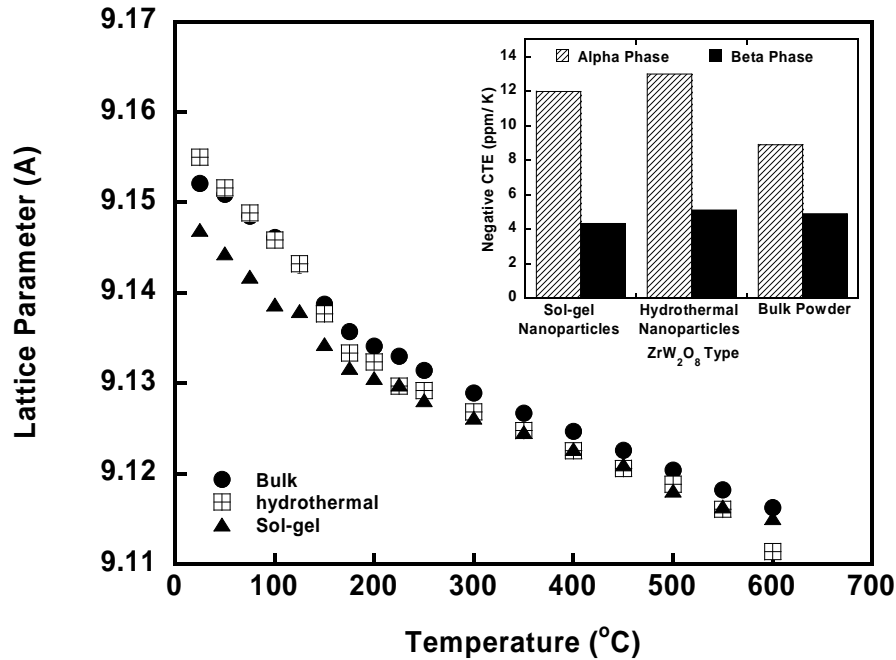 9.17
9.16
9.15
9.14
9.13
9.12
9.11
Lattice Parameter (A)
0 100 200 300 400 500 600 700
Temperature (°C)
Bulk
hydrothermal
Sol-gel
14
12
10
8
6
4
2
0
Negative CTE (ppm/ K)
Alpha Phase Beta Phase
Sol-gel Hydrothermal Bulk Powder
Nanoparticles Nanoparticles
ZrW₂O₈ Type